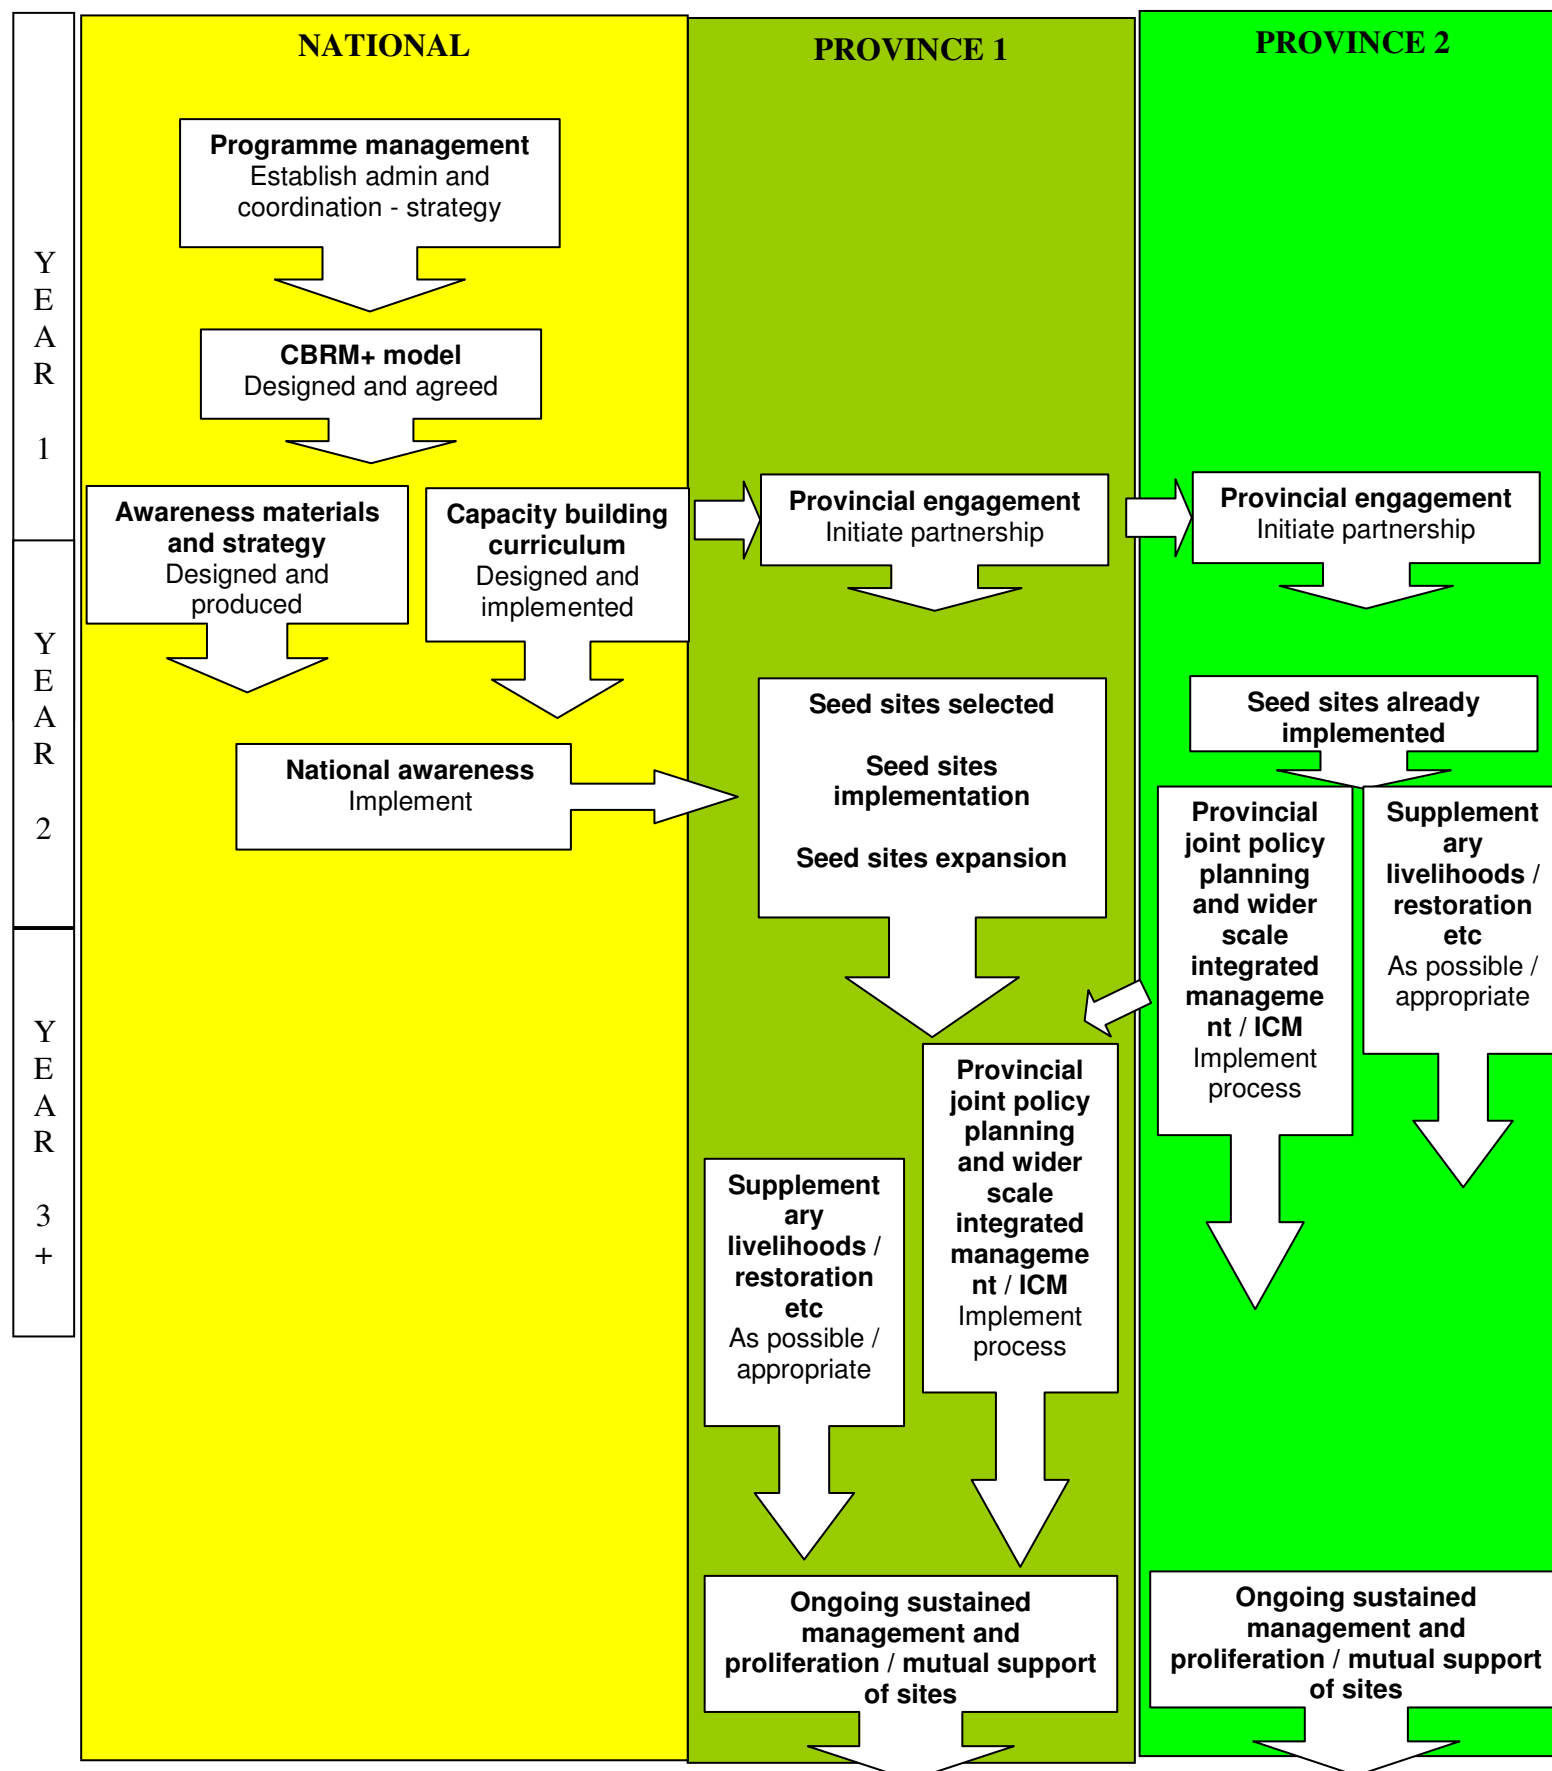 NATIONAL
PROVINCE 1
PROVINCE 2
Y
E
A
R
1
Y
E
A
R
2
Y
E
A
R
3
+
Programme management
Establish admin and
coordination - strategy
CBRM+ model
Designed and agreed
Awareness materials
and strategy
Designed and
produced
Capacity building
curriculum
Designed and
implemented
National awareness
Implement
Provincial engagement
Initiate partnership
Seed sites selected
Seed sites
implementation
Seed sites expansion
Supplement
ary
livelihoods /
restoration
etc
As possible /
appropriate
Provincial
joint policy
planning
and wider
scale
integrated
manageme
nt / ICM
Implement
process
Ongoing sustained
management and
proliferation / mutual support
of sites
Provincial engagement
Initiate partnership
Seed sites already
implemented
Provincial
joint policy
planning
and wider
scale
integrated
manageme
nt / ICM
Implement
process
Supplement
ary
livelihoods /
restoration
etc
As possible /
appropriate
Ongoing sustained
management and
proliferation / mutual support
of sites